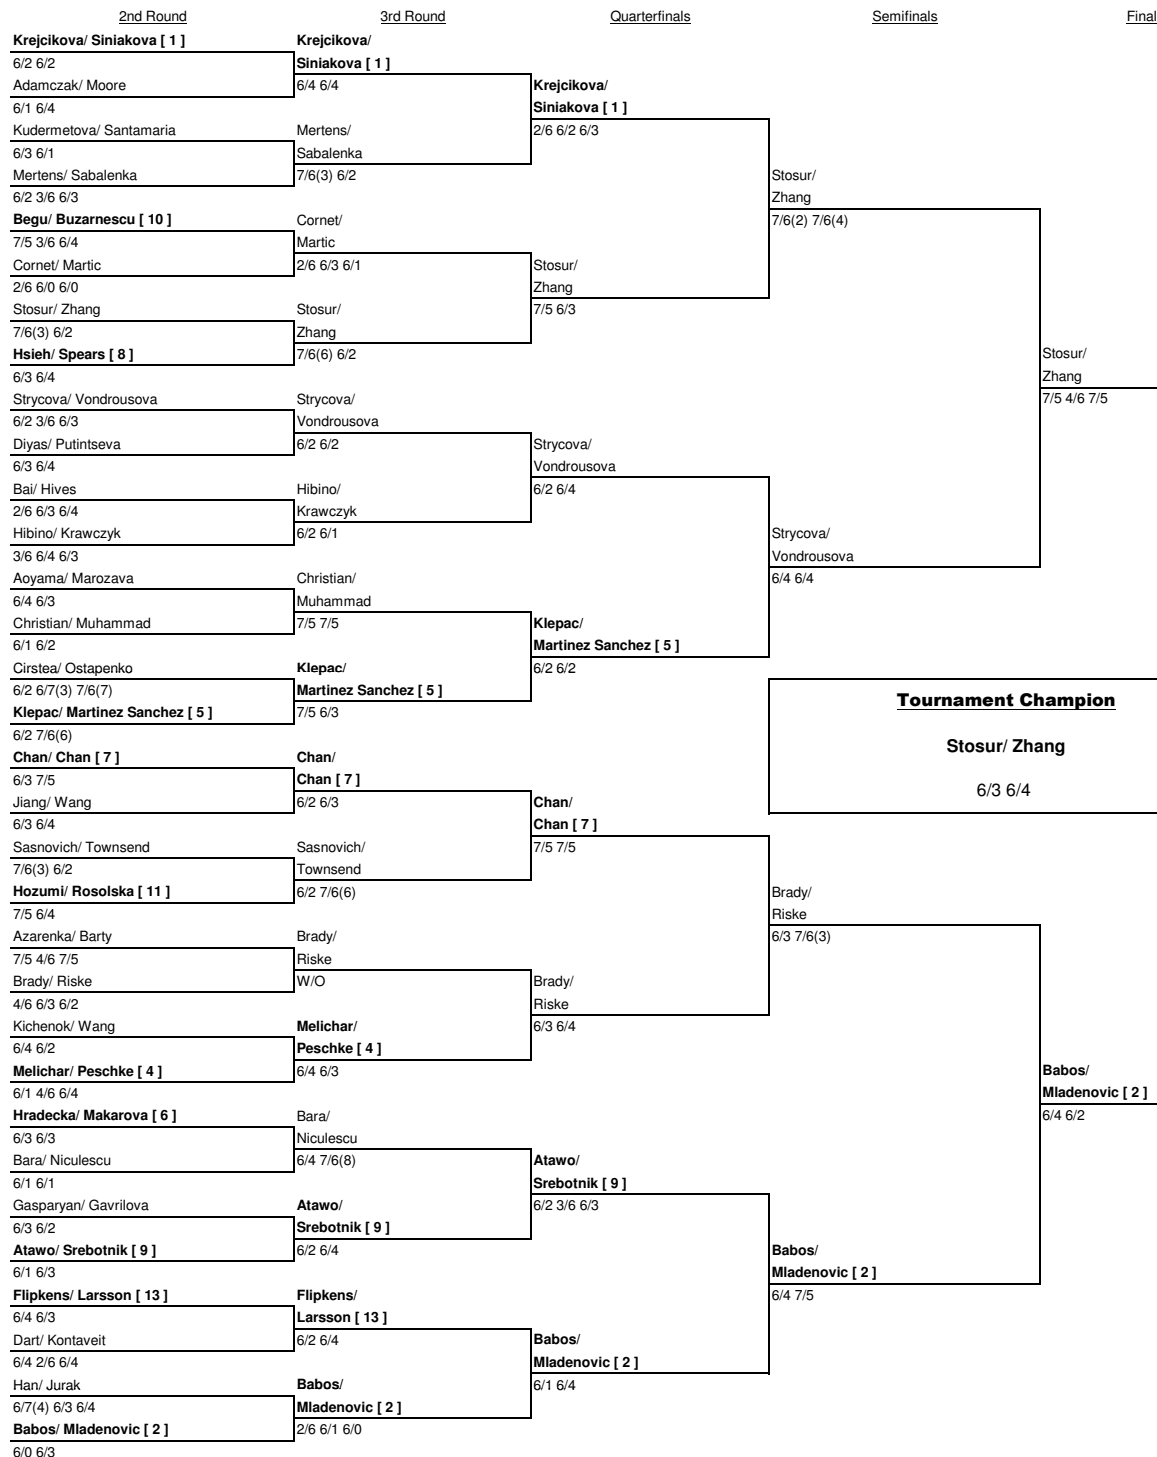 2nd Round
3rd Round
Quarterfinals
Semifinals
Final
Krejcikova/ Siniakova [ 1 ]
6/2 6/2
Adamczak/ Moore
6/1 6/4
Kudermetova/ Santamaria
6/3 6/1
Mertens/ Sabalenka
6/2 3/6 6/3
Begu/ Buzarnescu [ 10 ]
7/5 3/6 6/4
Cornet/ Martic
2/6 6/0 6/0
Stosur/ Zhang
7/6(3) 6/2
Hsieh/ Spears [ 8 ]
6/3 6/4
Strycova/ Vondrousova
6/2 3/6 6/3
Diyas/ Putintseva
6/3 6/4
Bai/ Hives
2/6 6/3 6/4
Hibino/ Krawczyk
3/6 6/4 6/3
Aoyama/ Marozava
6/4 6/3
Christian/ Muhammad
6/1 6/2
Cirstea/ Ostapenko
6/2 6/7(3) 7/6(7)
Klepac/ Martinez Sanchez [ 5 ]
6/2 7/6(6)
Chan/ Chan [ 7 ]
6/3 7/5
Jiang/ Wang
6/3 6/4
Sasnovich/ Townsend
7/6(3) 6/2
Hozumi/ Rosolska [ 11 ]
7/5 6/4
Azarenka/ Barty
7/5 4/6 7/5
Brady/ Riske
4/6 6/3 6/2
Kichenok/ Wang
6/4 6/2
Melichar/ Peschke [ 4 ]
6/1 4/6 6/4
Hradecka/ Makarova [ 6 ]
6/3 6/3
Bara/ Niculescu
6/1 6/1
Gasparyan/ Gavrilova
6/3 6/2
Atawo/ Srebotnik [ 9 ]
6/1 6/3
Flipkens/ Larsson [ 13 ]
6/4 6/3
Dart/ Kontaveit
6/4 2/6 6/4
Han/ Jurak
6/7(4) 6/3 6/4
Babos/ Mladenovic [ 2 ]
6/0 6/3
Krejcikova/
Siniakova [ 1 ]
6/4 6/4
Mertens/
Sabalenka
7/6(3) 6/2
Cornet/
Martic
2/6 6/3 6/1
Stosur/
Zhang
7/6(6) 6/2
Strycova/
Vondrousova
6/2 6/2
Hibino/
Krawczyk
6/2 6/1
Christian/
Muhammad
7/5 7/5
Klepac/
Martinez Sanchez [ 5 ]
7/5 6/3
Chan/
Chan [ 7 ]
6/2 6/3
Sasnovich/
Townsend
6/2 7/6(6)
Brady/
Riske
W/O
Melichar/
Peschke [ 4 ]
6/4 6/3
Bara/
Niculescu
6/4 7/6(8)
Atawo/
Srebotnik [ 9 ]
6/2 6/4
Flipkens/
Larsson [ 13 ]
6/2 6/4
Babos/
Mladenovic [ 2 ]
2/6 6/1 6/0
Krejcikova/
Siniakova [ 1 ]
2/6 6/2 6/3
Stosur/
Zhang
7/5 6/3
Strycova/
Vondrousova
6/2 6/4
Klepac/
Martinez Sanchez [ 5 ]
6/2 6/2
Chan/
Chan [ 7 ]
7/5 7/5
Brady/
Riske
6/3 6/4
Atawo/
Srebotnik [ 9 ]
6/2 3/6 6/3
Babos/
Mladenovic [ 2 ]
6/1 6/4
Stosur/
Zhang
7/6(2) 7/6(4)
Strycova/
Vondrousova
6/4 6/4
Brady/
Riske
6/3 7/6(3)
Babos/
Mladenovic [ 2 ]
6/4 7/5
Stosur/
Zhang
7/5 4/6 7/5
Babos/
Mladenovic [ 2 ]
6/4 6/2
Tournament Champion
Stosur/ Zhang
6/3 6/4